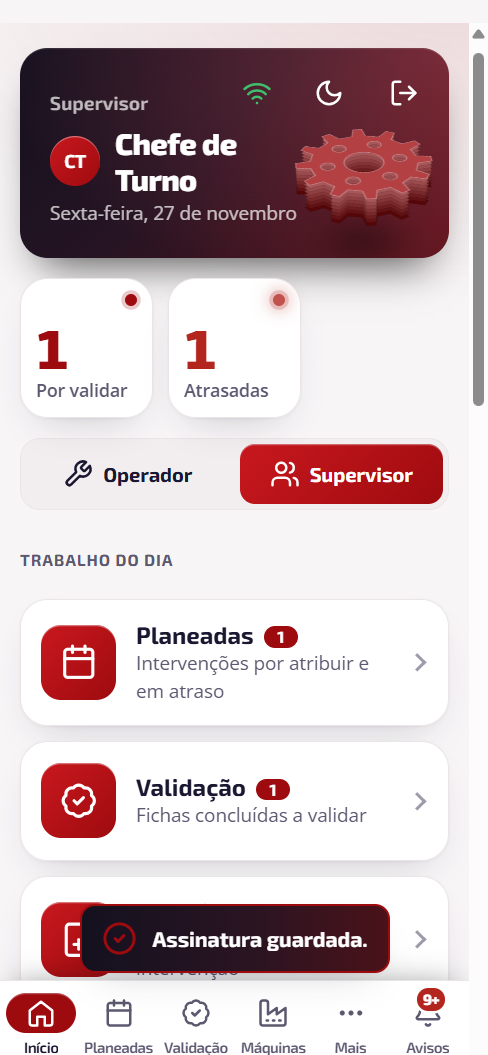 Supervisor
CT
Chefe de
Turno
Sexta-feira, 27 de novembro
1
Por validar
1
Atrasadas
Operador
Supervisor
TRABALHO DO DIA
Planeadas 1
Intervenções por atribuir e
em atraso
Validação 1
Fichas concluídas a validar
Assinatura guardada.
9+
Início
Planeadas
Validação
Máquinas
Mais
Avisos